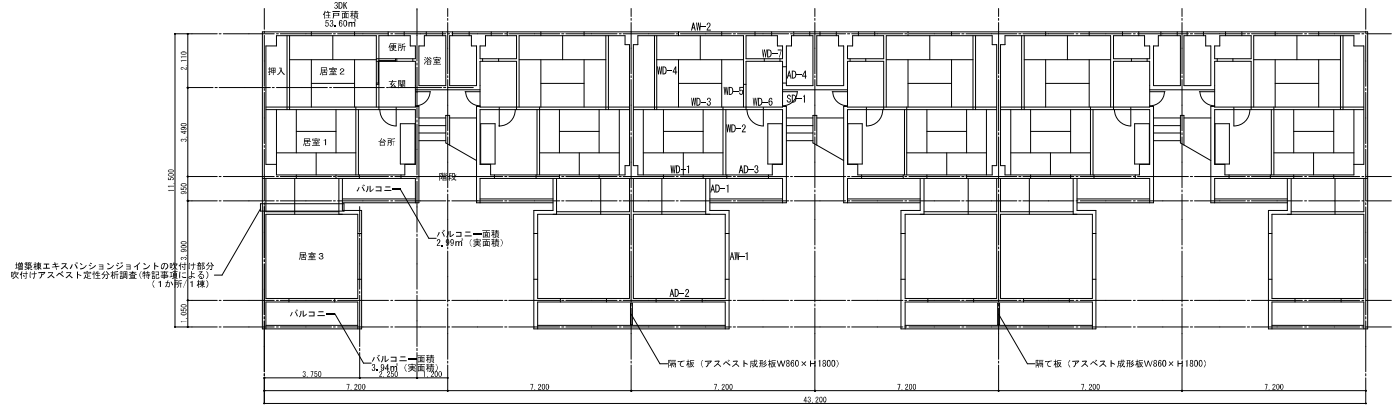 3DK
住戸面積
53.60㎡
AW-2
便所
浴室
押入
居室2
玄関
WD-7
WD-4
AD-4
WD-5
WD-3
WD-6
SD-1
居室1
台所
WD-2
WD-1
AD-3
階段
バルコニー
AD-1
バルコニー面積
2.99㎡（実面積）
増築棟エキスパンションジョイントの吹付け部分
吹付けアスベスト定性分析調査(特記事項による)
（1か所/1棟）
居室3
AW-1
AD-2
バルコニー
バルコニー面積
3.94㎡（実面積）
隔て板（アスベスト成形板W860×H1800）
隔て板（アスベスト成形板W860×H1800）
2,110
3,490
950
3,900
1,050
11,500
3,750
2,250
1,200
7,200
7,200
7,200
7,200
7,200
7,200
43,200